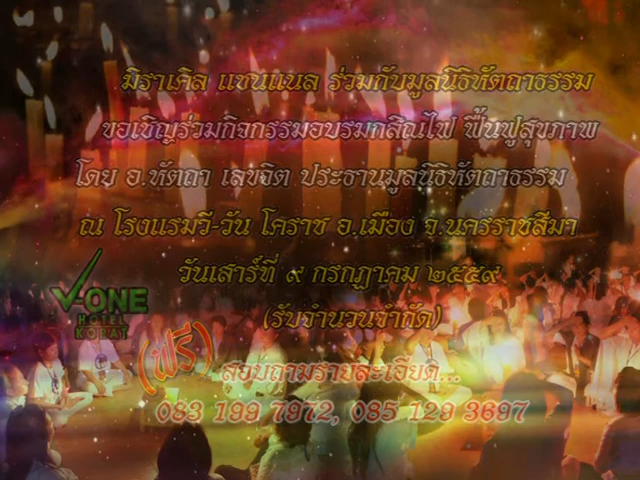 มิราเคิล แชนแนล ร่วมกับมูลนิธิหัตถาธรรม
ขอเชิญร่วมกิจกรรมอบรมกสิณไฟ ฟื้นฟูสุขภาพ
โดย อ.หัตถา เลขจิต ประธานมูลนิธิหัตถาธรรม
ณ โรงแรมวี-วัน โคราช อ.เมือง จ.นครราชสีมา
วันเสาร์ที่ ๙ กรกฎาคม ๒๕๕๙
(รับจำนวนจำกัด)
V-ONE
HOTEL
KORAT
(ฟรี)
สอบถามรายละเอียด...
083 199 7972, 085 129 3697